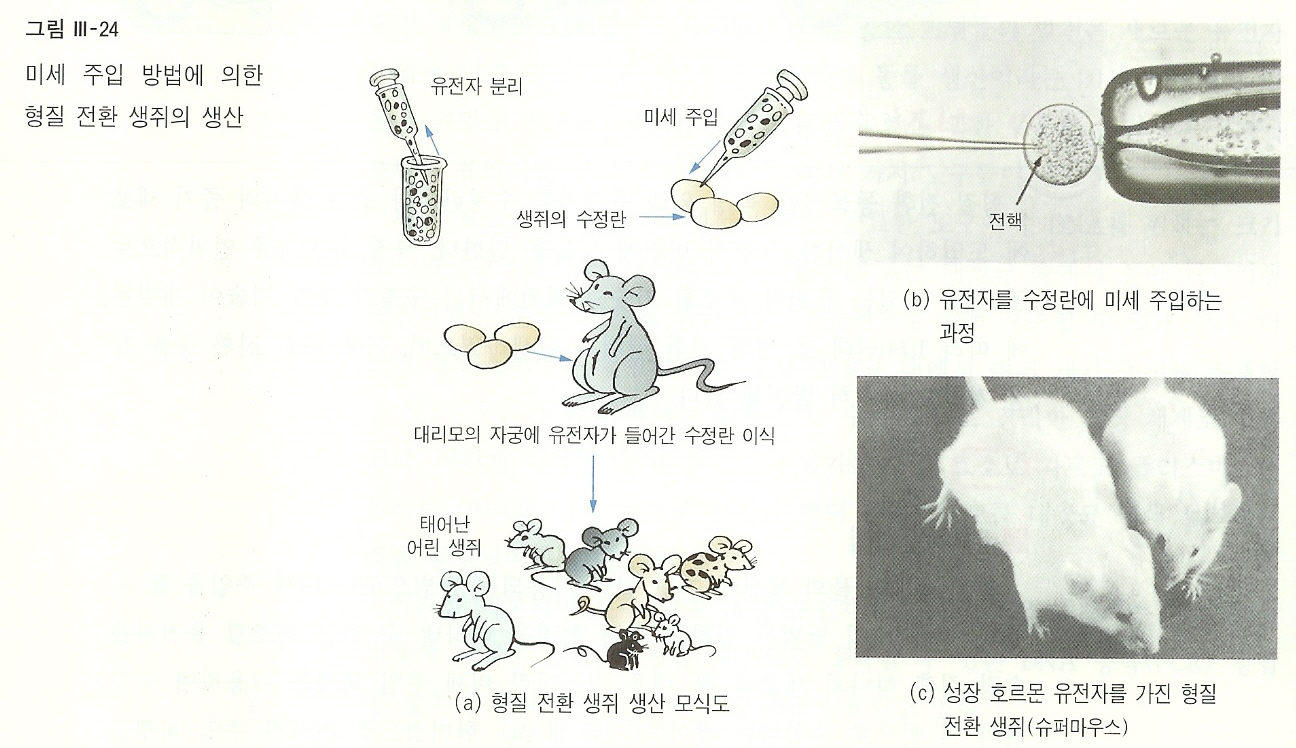 그림 Ⅲ-24
미세 주입 방법에 의한
형질 전환 생쥐의 생산
유전자 분리
미세 주입
생쥐의 수정란
대리모의 자궁에 유전자가 들어간 수정란 이식
태어난
어린 생쥐
(a) 형질 전환 생쥐 생산 모식도
전핵
(b) 유전자를 수정란에 미세 주입하는
과정
(c) 성장 호르몬 유전자를 가진 형질
전환 생쥐(슈퍼마우스)